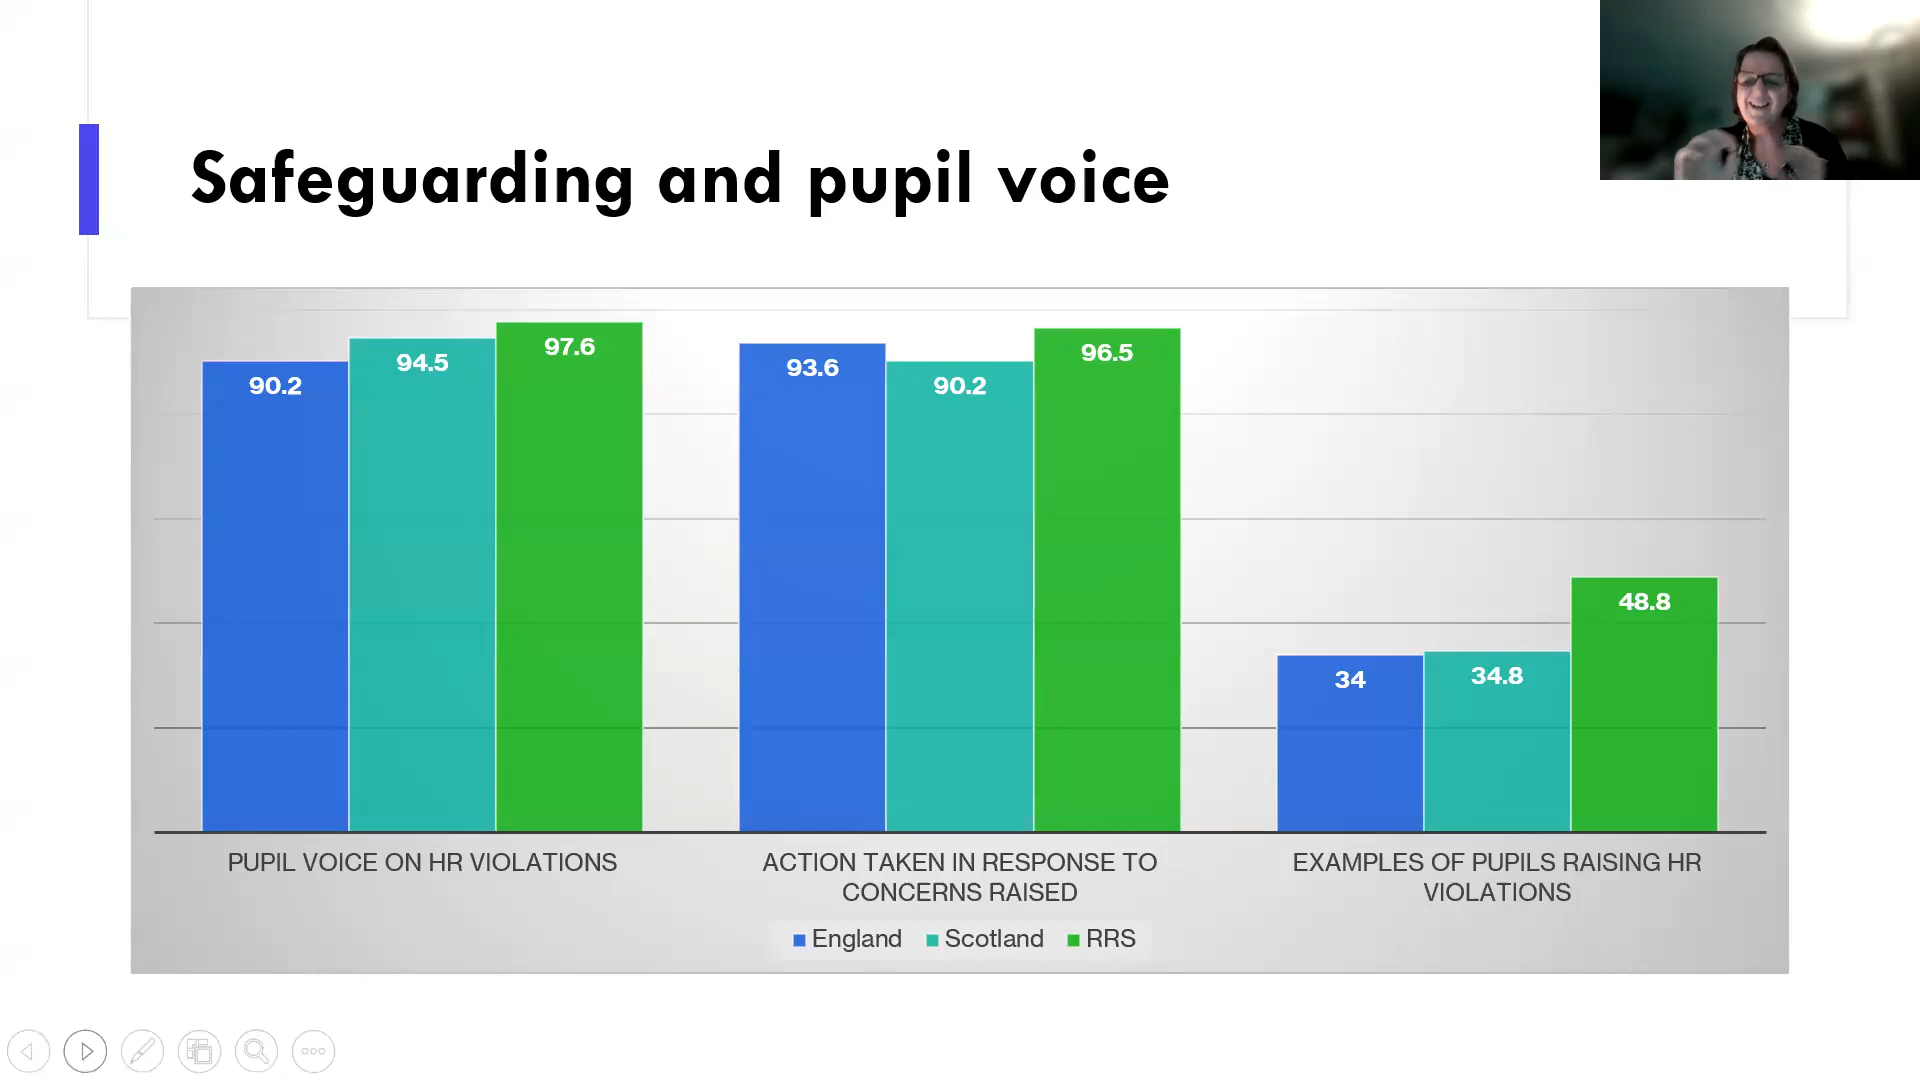 Safeguarding and pupil voice
90.2
94.5
97.6
93.6
90.2
96.5
34
34.8
48.8
PUPIL VOICE ON HR VIOLATIONS
ACTION TAKEN IN RESPONSE TO
CONCERNS RAISED
EXAMPLES OF PUPILS RAISING HR
VIOLATIONS
England
Scotland
RRS